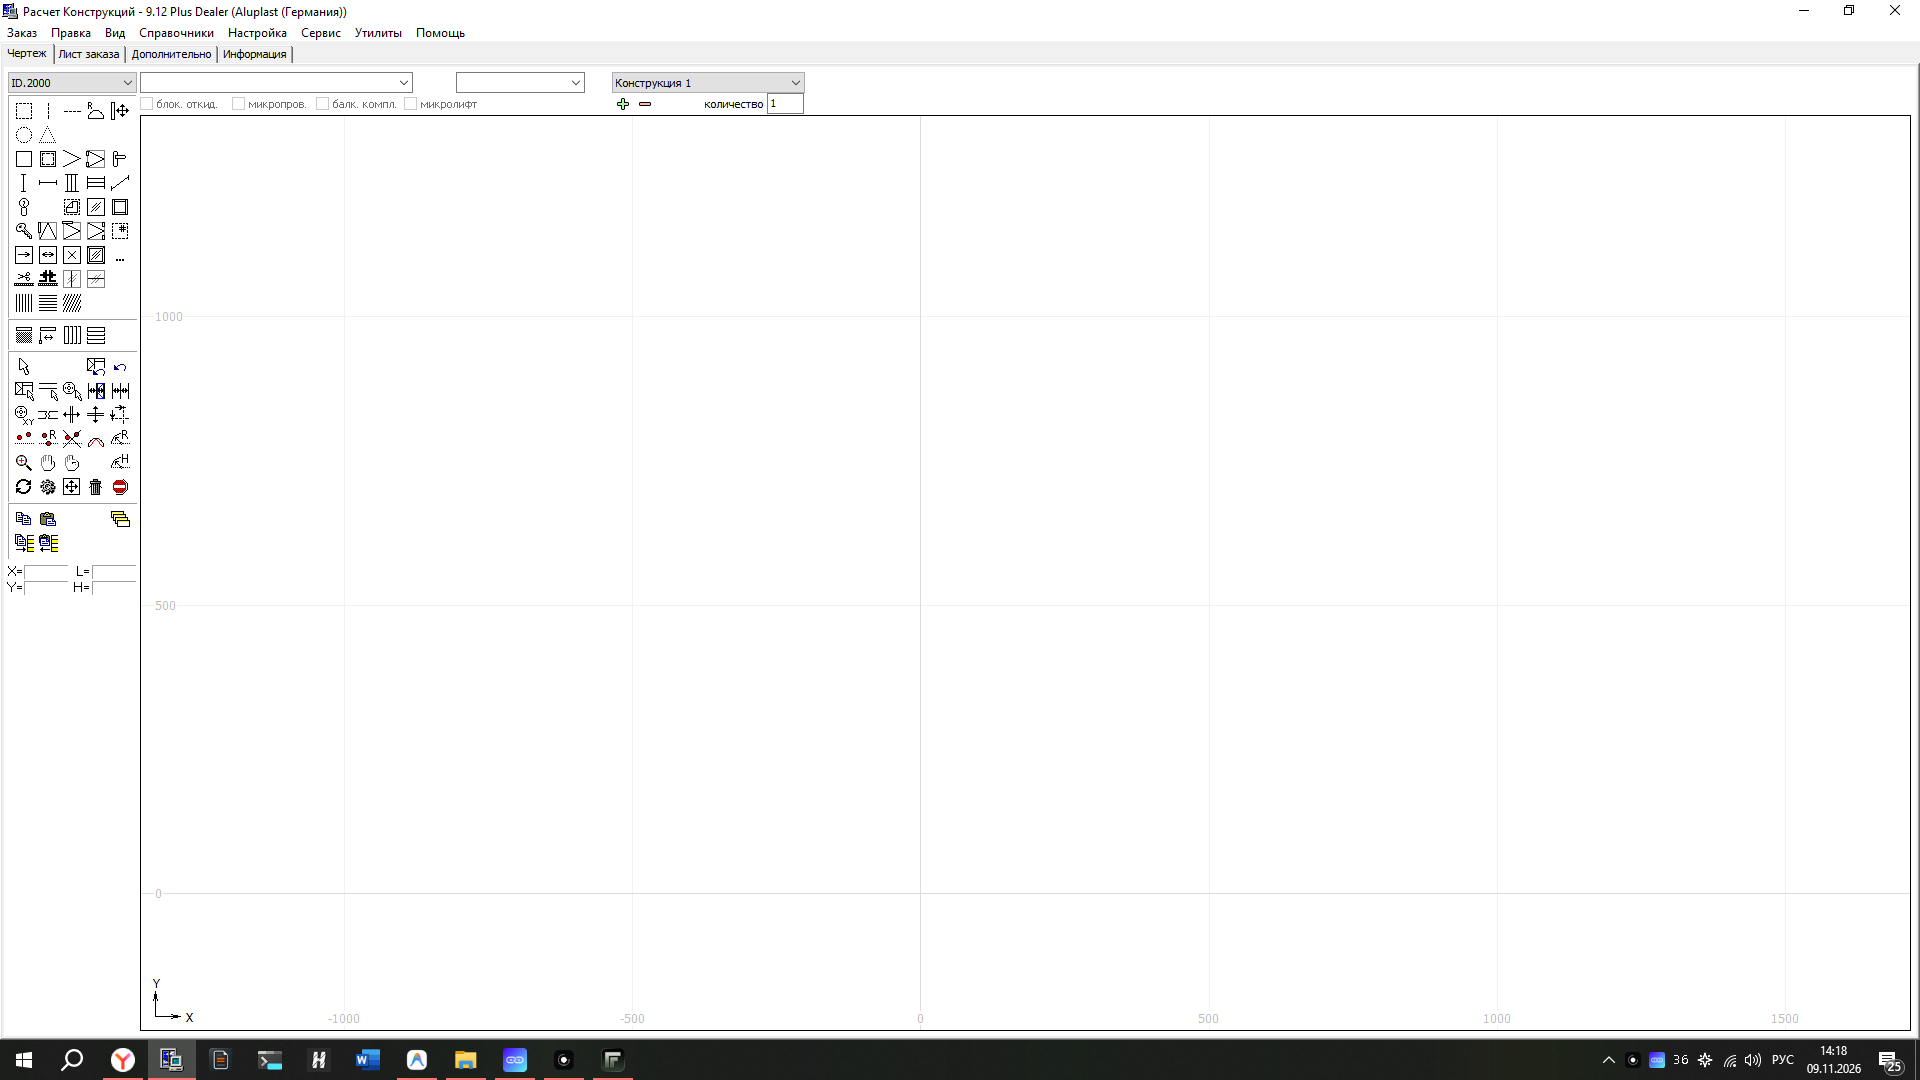 Расчет Конструкций - 9.12 Plus Dealer (Aluplast (Германия))
Заказ Правка Вид Справочники Настройка Сервис Утилиты Помощь
Чертеж Лист заказа Дополнительно Информация
ID.2000 Конструкция 1
блок. откид. микропров. балк. компл. микролифт количество 1
R
1000
XY
R
R
H
X= L=
Y= H=
500
0
Y
X
-1000 -500 0 500 1000 1500
36 РУС 14:18
09.11.2026 25